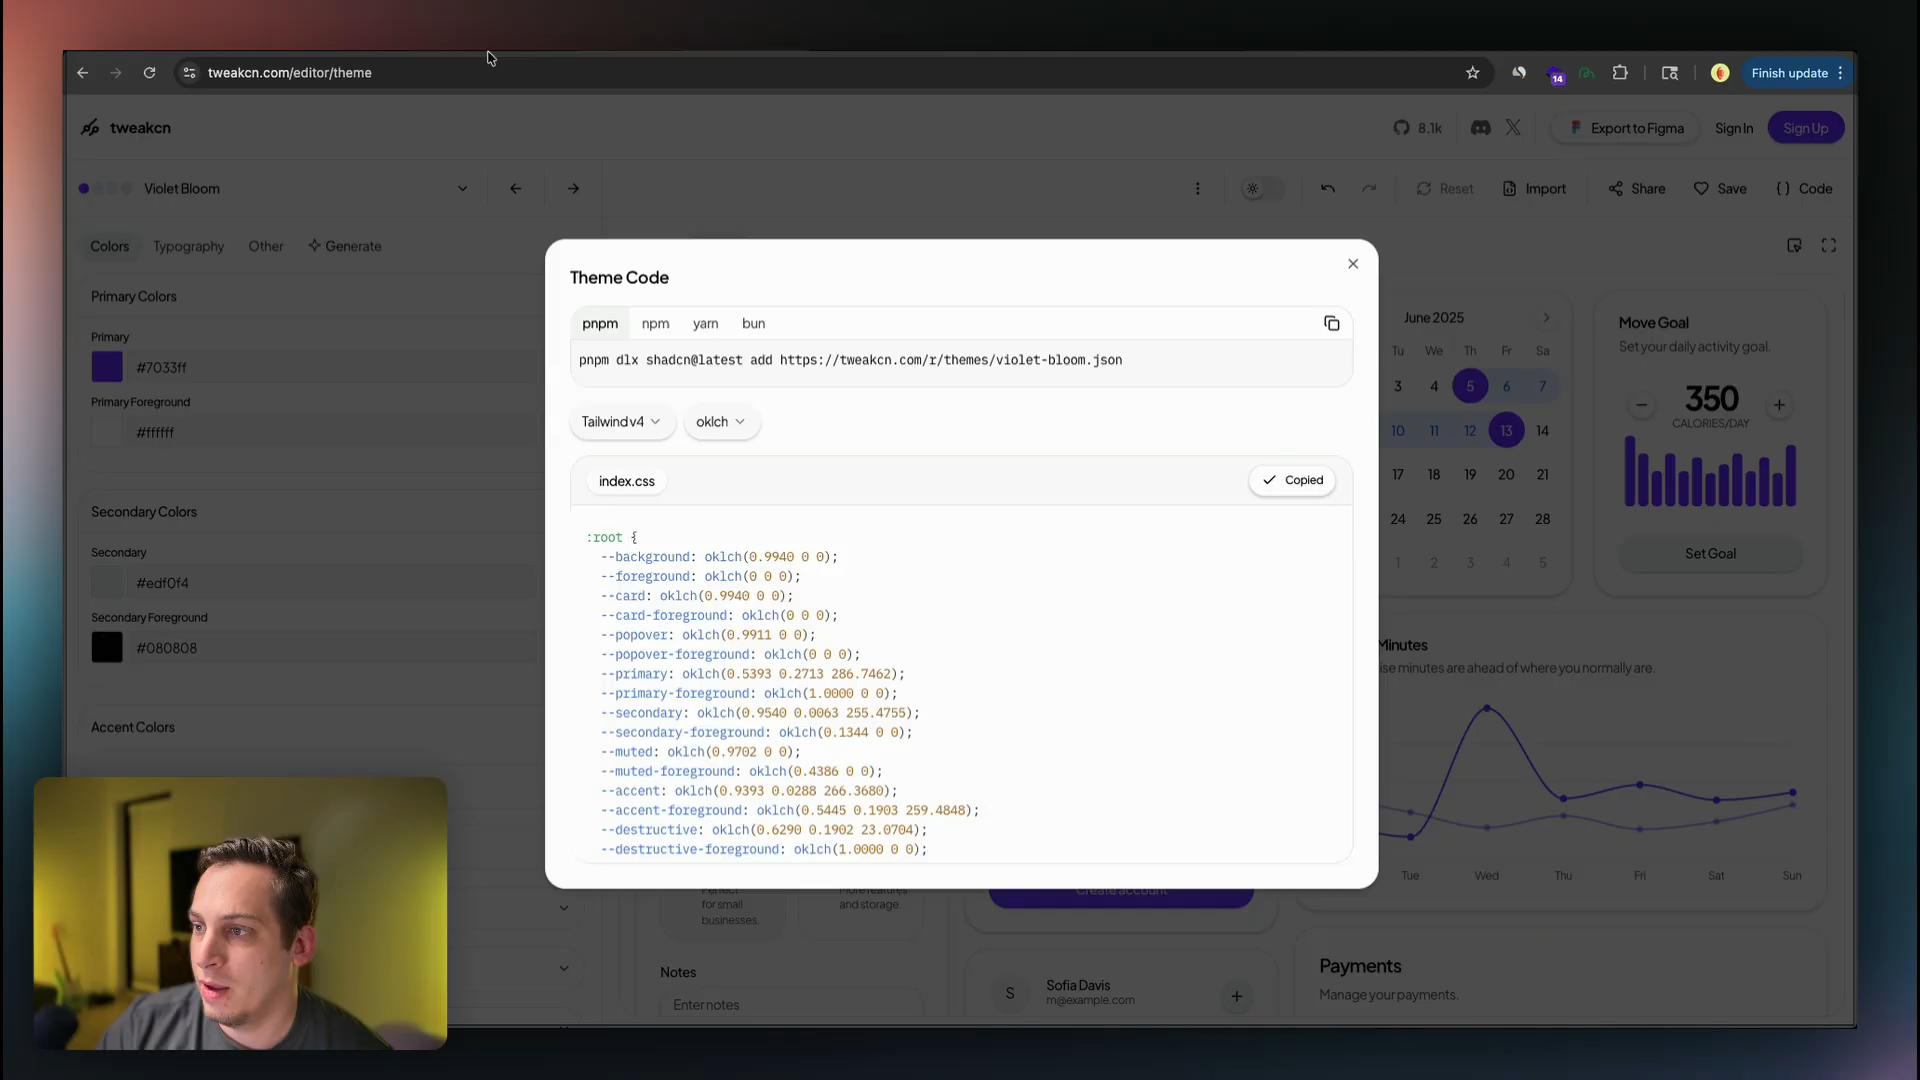 tweakcn.com/editor/theme
14
Finish update
tweakcn
8.1k
Export to Figma
Sign In
Sign Up
Violet Bloom
Reset
Import
Share
Save
{ } Code
Colors
Typography
Other
Generate
Primary Colors
Primary
#7033ff
Primary Foreground
#ffffff
Secondary Colors
Secondary
#edf0f4
Secondary Foreground
#080808
Accent Colors
Theme Code
pnpm
npm
yarn
bun
pnpm dlx shadcn@latest add https://tweakcn.com/r/themes/violet-bloom.json
Tailwind v4
oklch
index.css
Copied
:root {
--background: oklch(0.9940 0 0);
--foreground: oklch(0 0 0);
--card: oklch(0.9940 0 0);
--card-foreground: oklch(0 0 0);
--popover: oklch(0.9911 0 0);
--popover-foreground: oklch(0 0 0);
--primary: oklch(0.5393 0.2713 286.7462);
--primary-foreground: oklch(1.0000 0 0);
--secondary: oklch(0.9540 0.0063 255.4755);
--secondary-foreground: oklch(0.1344 0 0);
--muted: oklch(0.9702 0 0);
--muted-foreground: oklch(0.4386 0 0);
--accent: oklch(0.9393 0.0288 266.3680);
--accent-foreground: oklch(0.5445 0.1903 259.4848);
--destructive: oklch(0.6290 0.1902 23.0704);
--destructive-foreground: oklch(1.0000 0 0);
June 2025
Tu We Th Fr Sa
3 4 5 6 7
10 11 12 13 14
17 18 19 20 21
24 25 26 27 28
1 2 3 4 5
Move Goal
Set your daily activity goal.
350
CALORIES/DAY
Set Goal
Minutes
ise minutes are ahead of where you normally are.
Tue Wed Thu Fri Sat Sun
Perfect
for small
businesses.
More features
and storage.
Create account
Notes
Enter notes
S
Sofia Davis
m@example.com
Payments
Manage your payments.